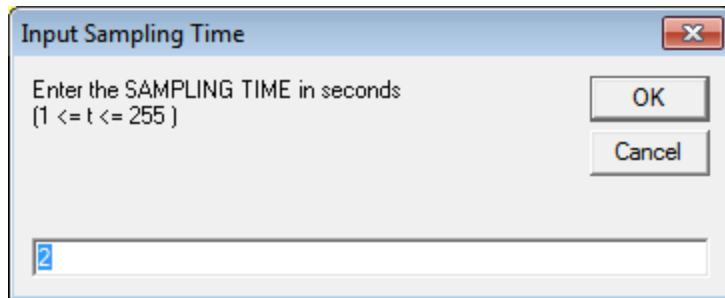 Input Sampling Time
Enter the SAMPLING TIME in seconds
(1 <= t <= 255 )
OK
Cancel
2